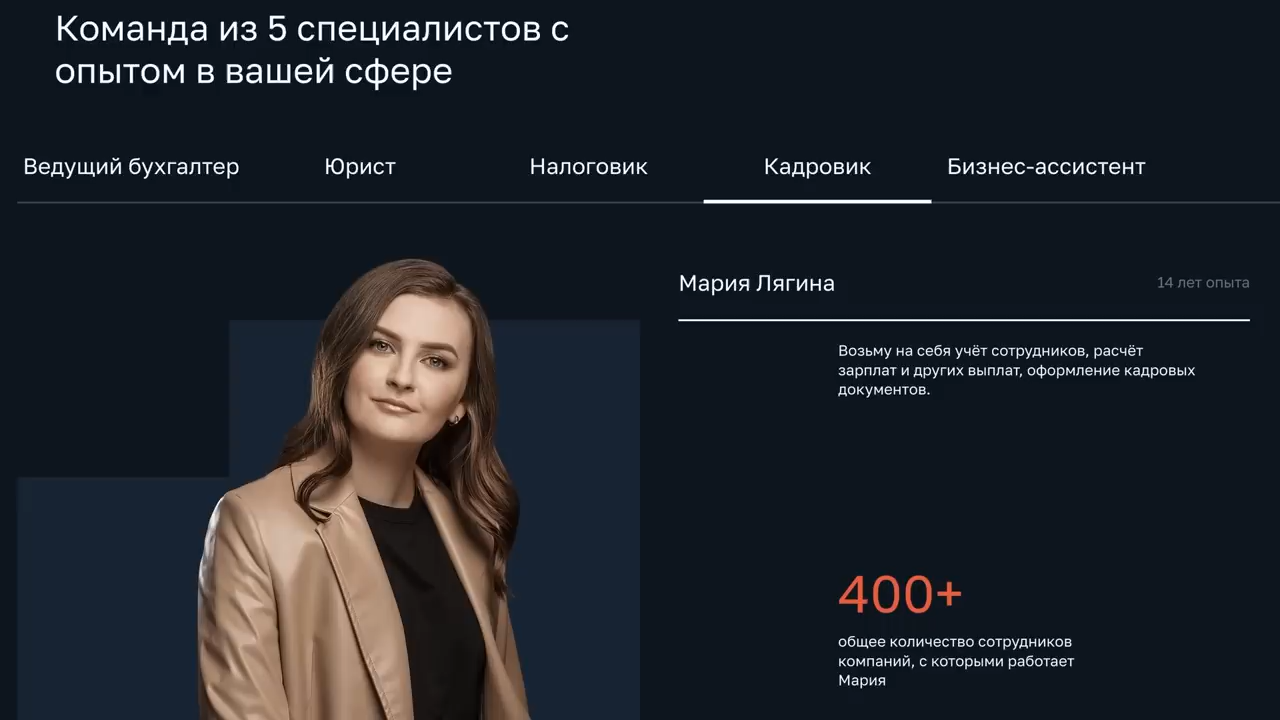 Команда из 5 специалистов с
опытом в вашей сфере
Ведущий бухгалтер
Юрист
Налоговик
Кадровик
Бизнес-ассистент
Мария Лягина
14 лет опыта
Возьму на себя учёт сотрудников, расчёт
зарплат и других выплат, оформление кадровых
документов.
400+
общее количество сотрудников
компаний, с которыми работает
Мария